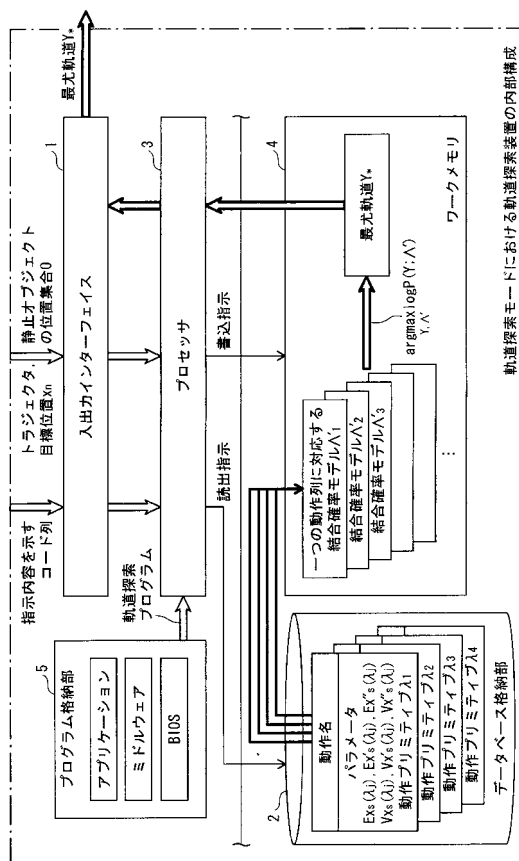 指示内容を示す
コード列
トラジェクタ,
目標位置xn
静止オブジェクト
の位置集合O
最尤軌道Y*
入出力インターフェイス
1
プログラム格納部
5
アプリケーション
ミドルウェア
BIOS
軌道探索
プログラム
プロセッサ
3
読出指示
書込指示
2
動作名
パラメータ
Exs(λj), Ex's(λj), Ex"s(λj)
Vxs(λj), Vx's(λj), Vx"s(λj)
動作プリミティブλ1
動作プリミティブλ2
動作プリミティブλ3
動作プリミティブλ4
データベース格納部
4
一つの動作列に対応する
結合確率モデルΛ'1
結合確率モデルΛ'2
結合確率モデルΛ'3
⋮
argmaxlogP(Y;Λ')
Y,Λ'
最尤軌道Y*
ワークメモリ
軌道探索モードにおける軌道探索装置の内部構成